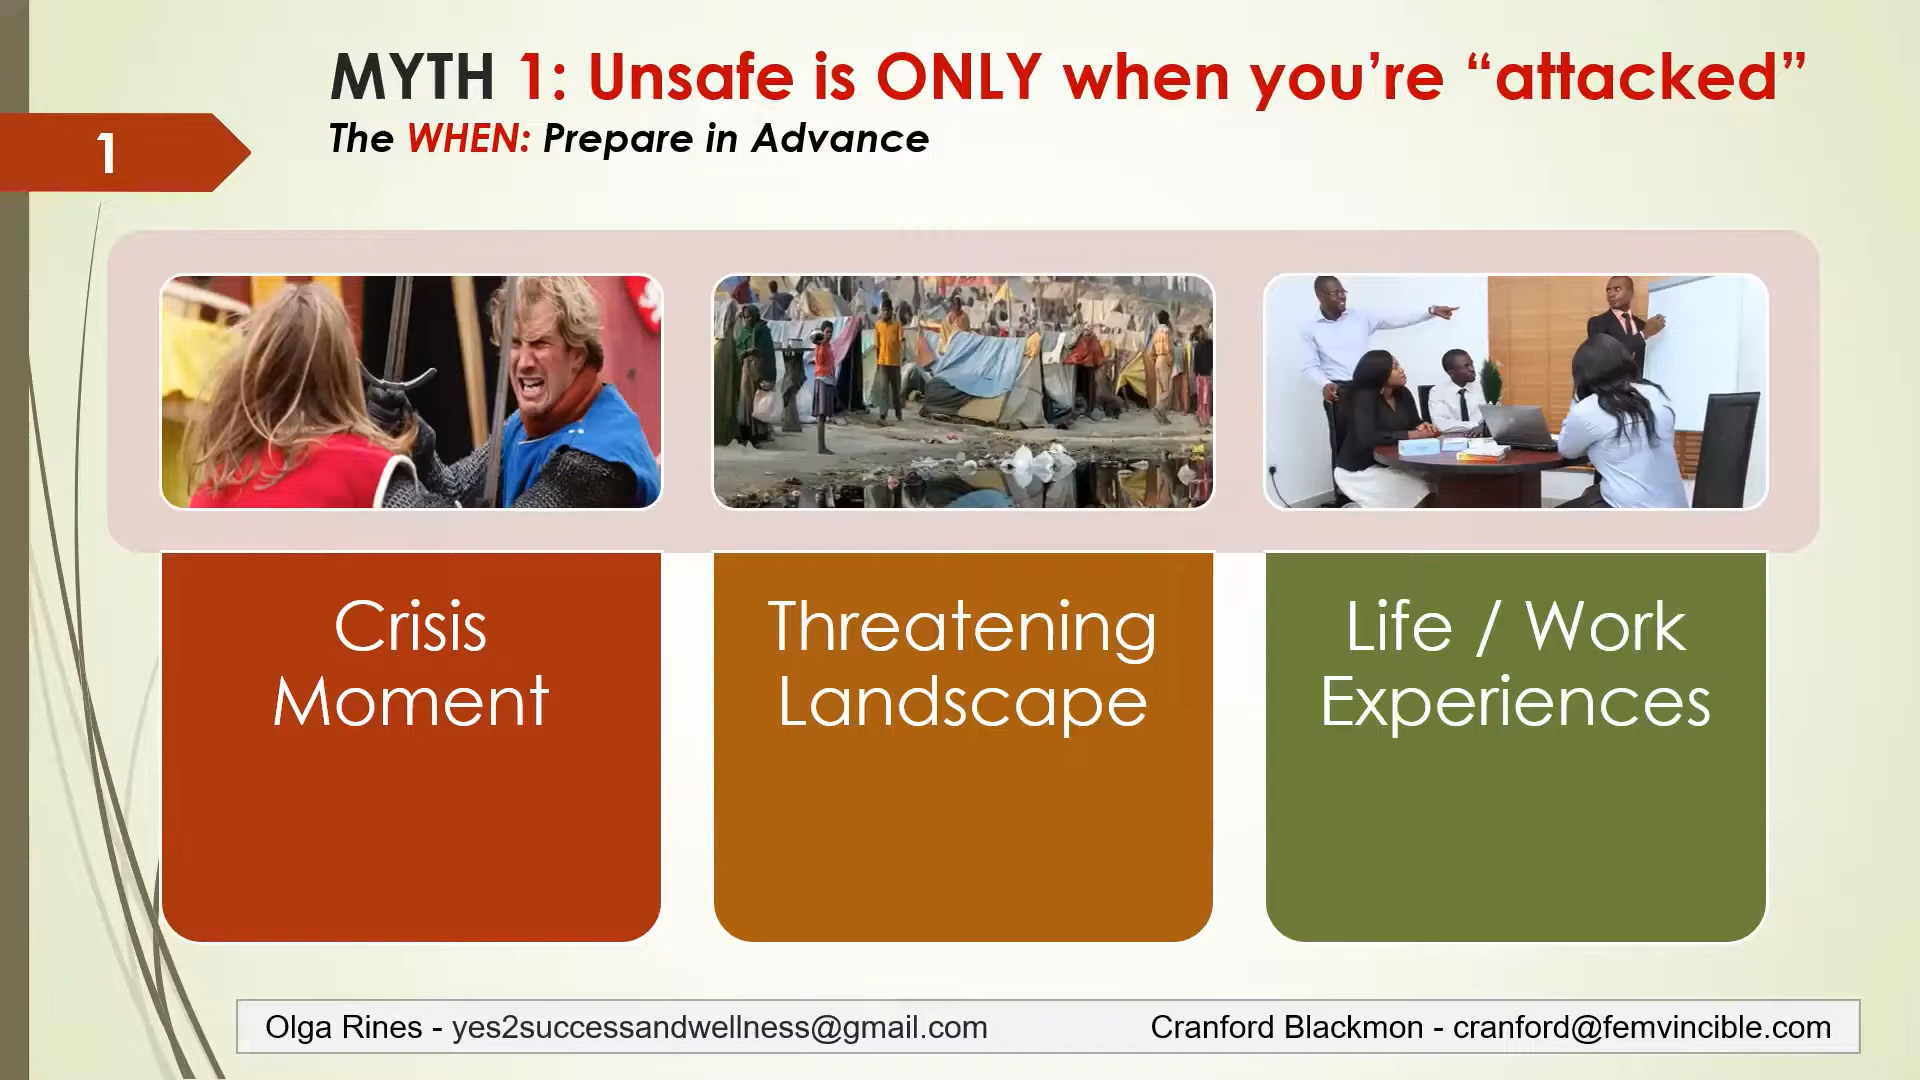 MYTH 1: Unsafe is ONLY when you’re “attacked”
The WHEN: Prepare in Advance
1
Crisis
Moment
Threatening
Landscape
Life / Work
Experiences
Olga Rines - yes2successandwellness@gmail.com
Cranford Blackmon - cranford@femvincible.com